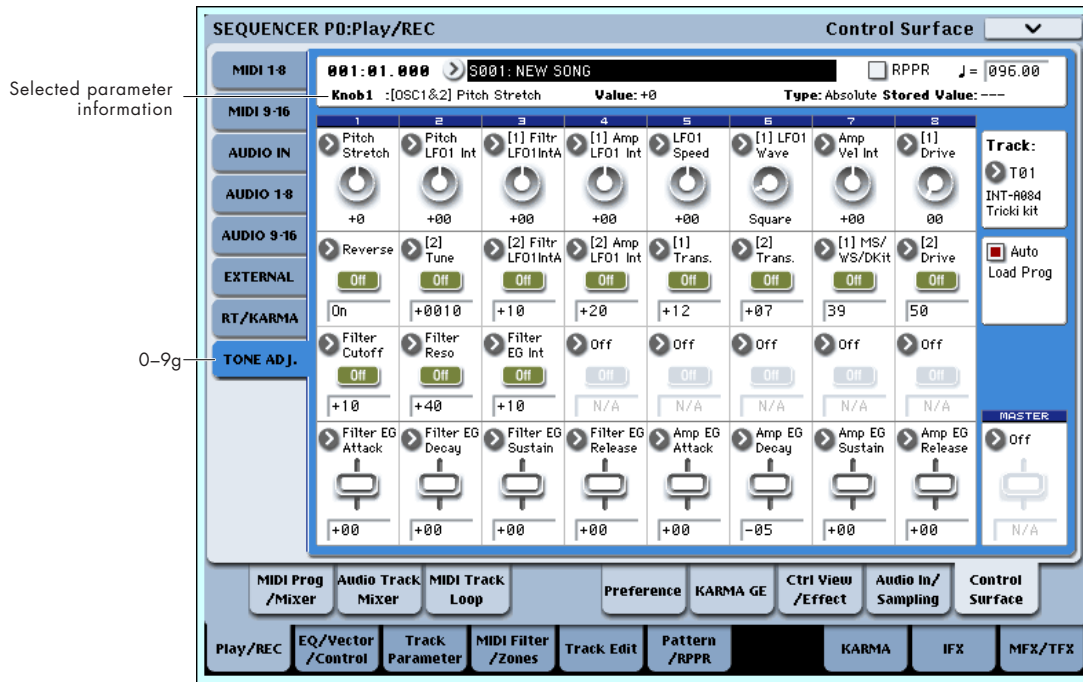 SEQUENCER P0:Play/REC
Control Surface
Selected parameter
information
0–9g
MIDI 1-8
MIDI 9-16
AUDIO IN
AUDIO 1-8
AUDIO 9-16
EXTERNAL
RT/KARMA
TONE ADJ.
001:01.000 S001: NEW SONG RPPR ♩= 096.00
Knob1 :[OSC1&2] Pitch Stretch Value: +0 Type: Absolute Stored Value: ---
1 2 3 4 5 6 7 8
Pitch Stretch
Pitch LFO1 Int
[1] Filtr LFO1IntA
[1] Amp LFO1 Int
LFO1 Speed
[1] LFO1 Wave
Amp Vel Int
[1] Drive
+0 +00 +00 +00 +00 Square +00 00
Reverse
[2] Tune
[2] Filtr LFO1IntA
[2] Amp LFO1 Int
[1] Trans.
[2] Trans.
[1] MS/ WS/DKit
[2] Drive
Off Off Off Off Off Off Off Off
On +0010 +10 +20 +12 +07 39 50
Filter Cutoff
Filter Reso
Filter EG Int
Off
Off
Off
Off
Off
Off Off Off Off Off Off Off Off
+10 +40 +10 N/A N/A N/A N/A N/A
Filter EG Attack
Filter EG Decay
Filter EG Sustain
Filter EG Release
Amp EG Attack
Amp EG Decay
Amp EG Sustain
Amp EG Release
+00 +00 +00 +00 +00 -05 +00 +00
Track:
T01
INT-A084
Tricki kit
Auto
Load Prog
MASTER
Off
N/A
MIDI Prog /Mixer
Audio Track Mixer
MIDI Track Loop
Preference
KARMA GE
Ctrl View /Effect
Audio In/ Sampling
Control Surface
Play/REC
EQ/Vector /Control
Track Parameter
MIDI Filter /Zones
Track Edit
Pattern /RPPR
KARMA
IFX
MFX/TFX